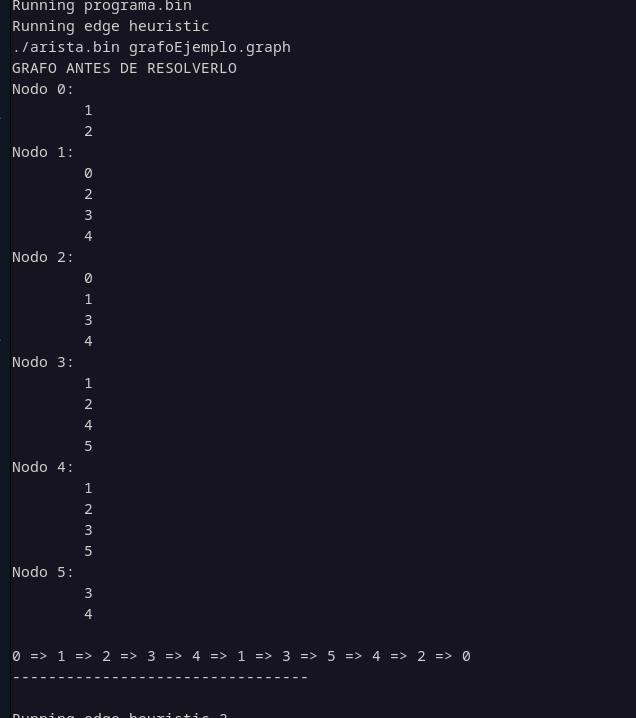 Running programa.bin
Running edge heuristic
./arista.bin grafoEjemplo.graph
GRAFO ANTES DE RESOLVERLO
Nodo 0:
1
2
Nodo 1:
0
2
3
4
Nodo 2:
0
1
3
4
Nodo 3:
1
2
4
5
Nodo 4:
1
2
3
5
Nodo 5:
3
4
0 => 1 => 2 => 3 => 4 => 1 => 3 => 5 => 4 => 2 => 0
---------------------------------
Running edge heuristic 2